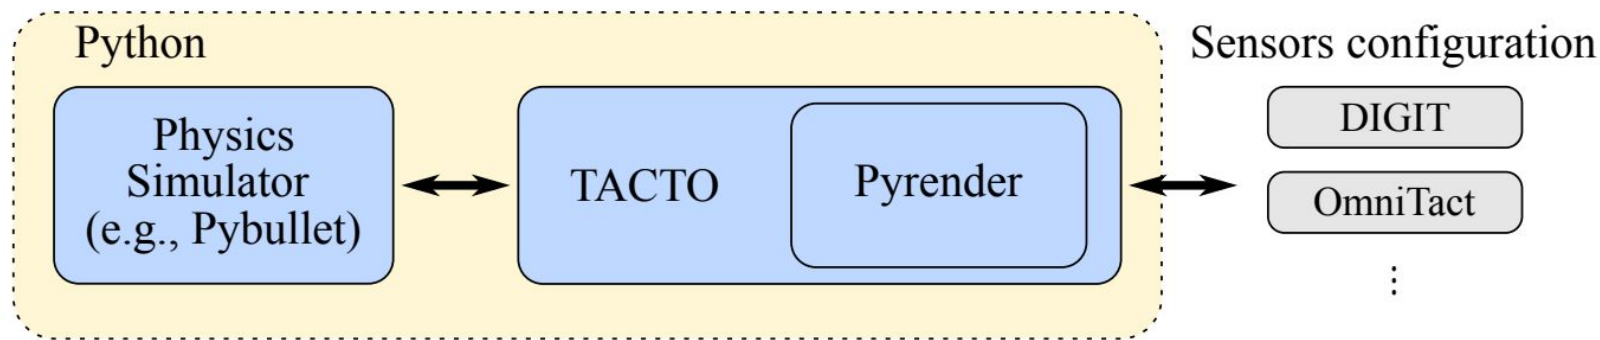 Python
Sensors configuration
Physics
Simulator
(e.g., Pybullet)
TACTO
Pyrender
DIGIT
OmniTact
⋮